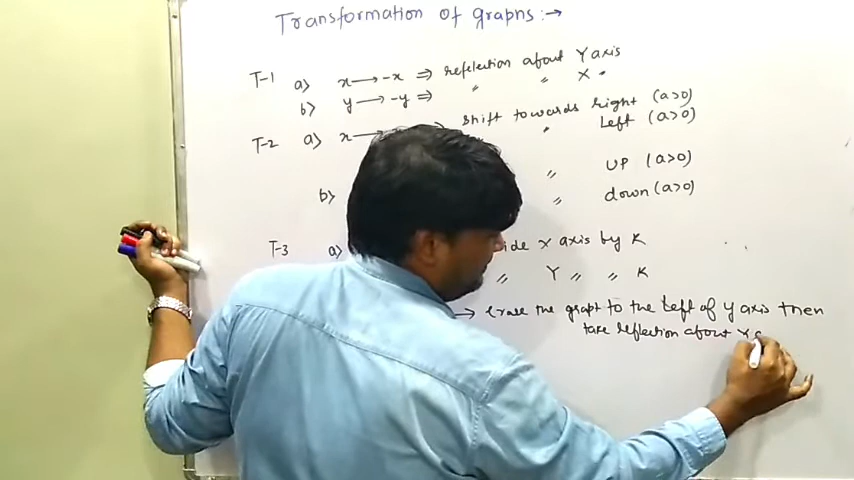 Transformation of graphs :→
T-1 a) x → -x ⇒ reflection about Y axis
b) y → -y ⇒ " " X "
T-2 a) x → shift towards right (a>0)
" Left (a>0)
" UP (a>0)
b) " down (a>0)
T-3 a) ide x axis by K
" Y " " K
→ Erase the graph to the left of y axis then
take reflection about